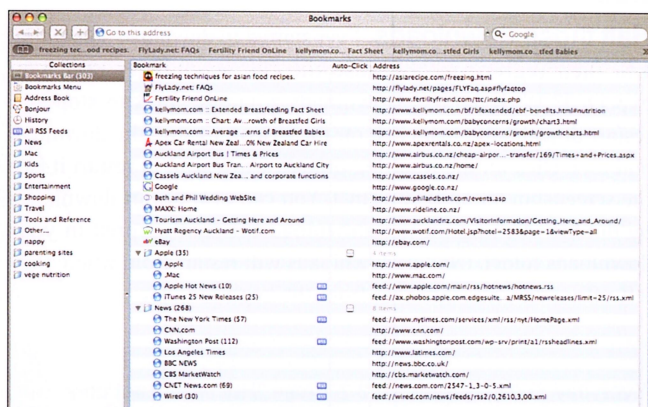 Bookmarks
Go to this address
Q- Google
freezing tec...ood recipes. FlyLady.net: FAQs Fertility Friend OnLine kellymom.co... Fact Sheet kellymom.co...stfed Girls kellymom.co...stfed Babies
Collections Bookmark Auto-Click Address
Bookmarks Bar (303) freezing techniques for asian food recipes. http://asiarecipe.com/freezing.html
Bookmarks Menu FlyLady.net: FAQs http://flylady.net/pages/FLYFaq.asp#flyfaqtop
Address Book Fertility Friend OnLine http://www.fertilityfriend.com/ttc/index.php
Bonjour kellymom.com :: Extended Breastfeeding Fact Sheet http://www.kellymom.com/bf/bfextended/ebf-benefits.html#nutrition
History kellymom.com :: Chart: Av...rowth of Breastfed Girls http://www.kellymom.com/babyconcerns/growth/chart3.html
All RSS Feeds kellymom.com :: Average ...erns of Breastfed Babies http://www.kellymom.com/babyconcerns/growth/growthcharts.html
News Apex Car Rental New Zeal...0% New Zealand Car Hire http://www.apexrentals.co.nz/apex-locations.html
Mac Auckland Airport Bus | Times & Prices http://www.airbus.co.nz/cheap-airpor...-transfer/169/Times+and+Prices.aspx
Kids Auckland Airport Bus Tran... Airport to Auckland City http://www.airbus.co.nz/home/
Sports Cassels Auckland New Zea... and corporate functions http://www.cassels.co.nz/
Entertainment Google http://www.google.co.nz/
Shopping Beth and Phil Wedding WebSite http://www.philandbeth.com/events.asp
Travel MAXX: Home http://www.rideline.co.nz/
Tools and Reference Tourism Auckland - Getting Here and Around http://www.aucklandnz.com/VisitorInformation/Getting_Here_and_Around/
Other... Hyatt Regency Auckland - Wotif.com http://www.wotif.com/Hotel.jsp?hotel=2583&page=1&viewType=all
nappy eBay http://ebay.com/
parenting sites Apple (35) 4 items
cooking Apple http://www.apple.com/
vege nutrition .Mac http://www.mac.com/
Apple Hot News (10) RSS feed://www.apple.com/main/rss/hotnews/hotnews.rss
iTunes 25 New Releases (25) RSS feed://ax.phobos.apple.com.edgesuite...a/MRSS/newreleases/limit=25/rss.xml
News (268) 8 items
The New York Times (57) RSS feed://www.nytimes.com/services/xml/rss/nyt/HomePage.xml
CNN.com http://www.cnn.com/
Washington Post (112) RSS feed://www.washingtonpost.com/wp-srv/print/a1/rssheadlines.xml
Los Angeles Times http://www.latimes.com/
BBC NEWS http://news.bbc.co.uk/
CBS MarketWatch http://cbs.marketwatch.com/
CNET News.com (69) RSS feed://news.com.com/2547-1_3-0-5.xml
Wired (30) RSS feed://wired.com/news/feeds/rss2/0,2610,3,00.xml